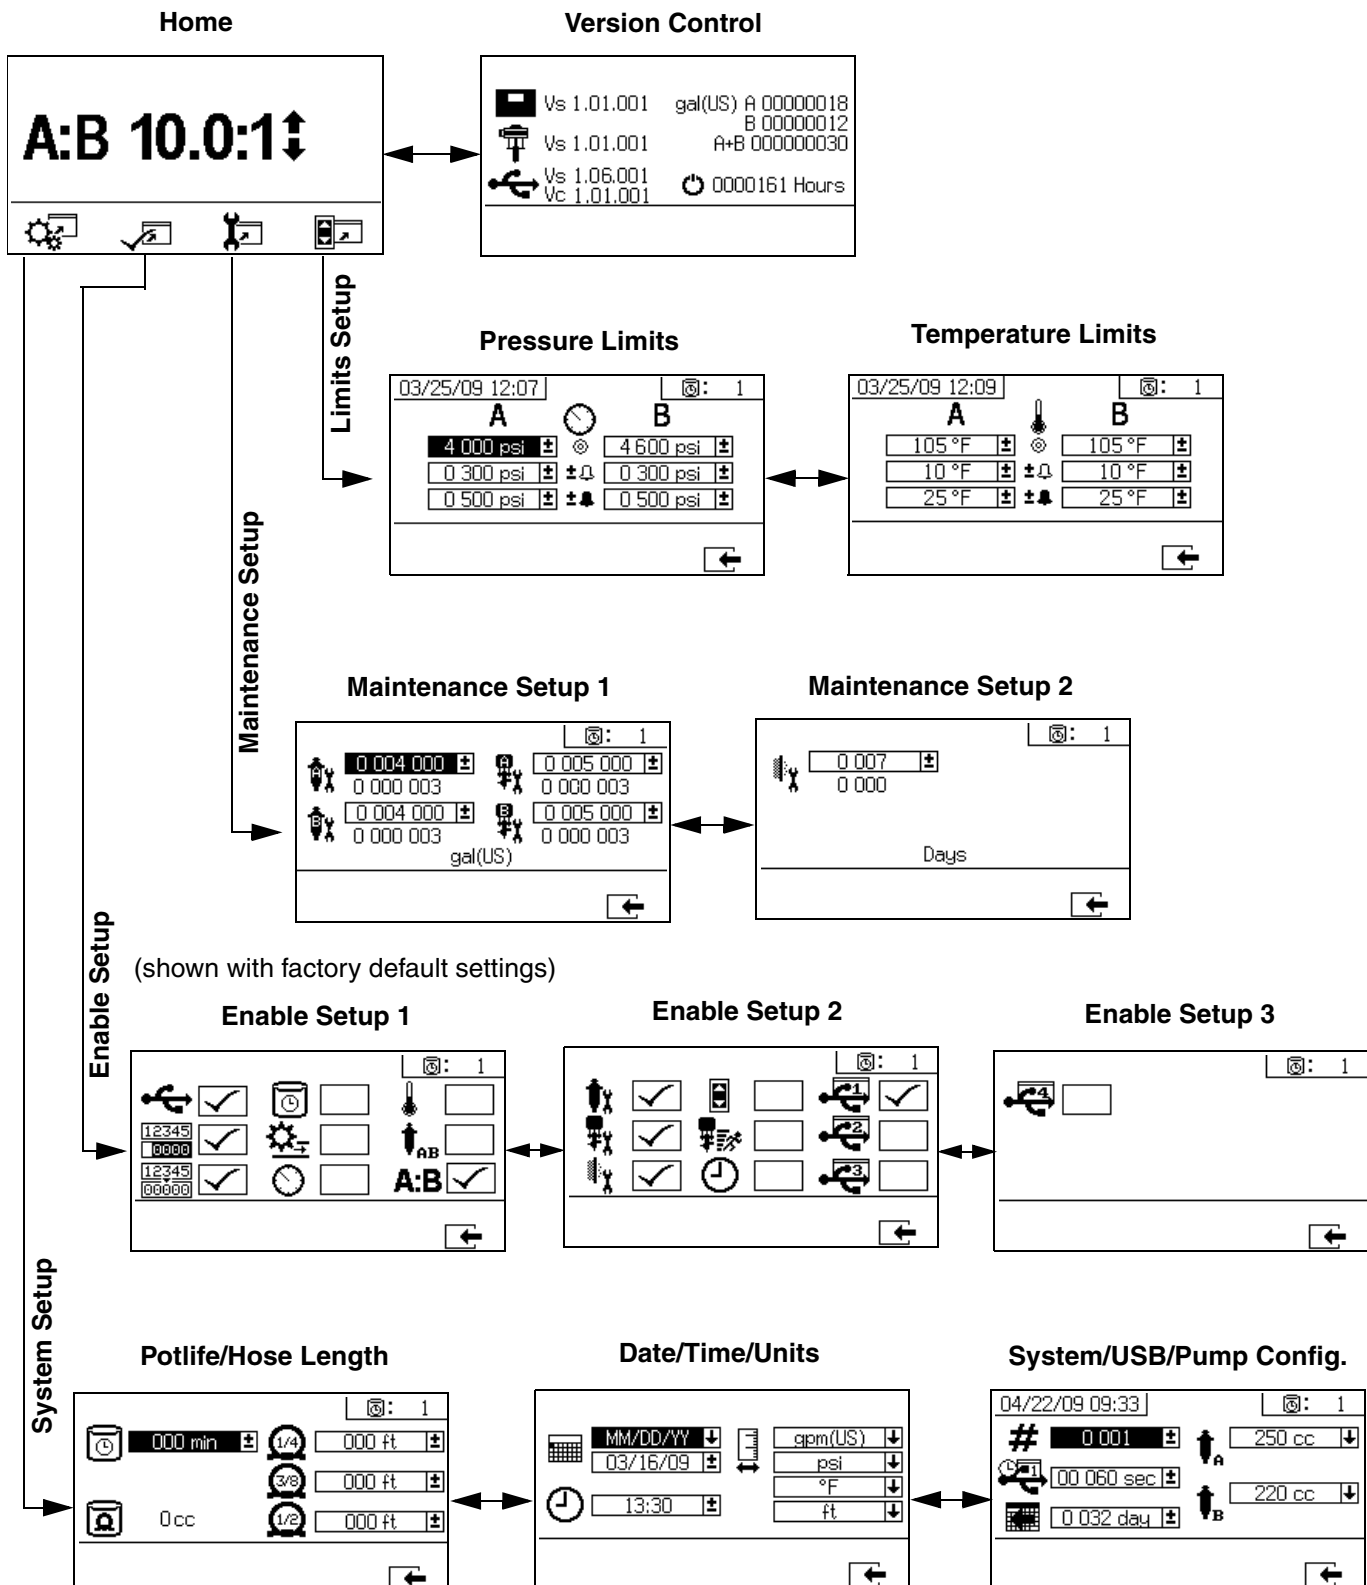 Home
Version Control
A:B 10.0:1
Vs 1.01.001
gal(US) A 00000018
B 00000012
Vs 1.01.001
A+B 000000030
Vs 1.06.001
Vc 1.01.001
0000161 Hours
Limits Setup
Pressure Limits
Temperature Limits
03/25/09 12:07
: 1
A
B
4 000 psi
4 600 psi
0 300 psi
0 300 psi
0 500 psi
0 500 psi
03/25/09 12:09
: 1
A
B
105 °F
105 °F
10 °F
10 °F
25 °F
25 °F
Maintenance Setup
Maintenance Setup 1
Maintenance Setup 2
: 1
A
0 004 000
A
0 005 000
0 000 003
0 000 003
B
0 004 000
B
0 005 000
0 000 003
0 000 003
gal(US)
: 1
0 007
0 000
Days
Enable Setup
(shown with factory default settings)
Enable Setup 1
Enable Setup 2
Enable Setup 3
: 1
12345
0000
AB
12345
00000
A:B
: 1
1
2
3
: 1
4
System Setup
Potlife/Hose Length
Date/Time/Units
System/USB/Pump Config.
: 1
000 min
1/4
000 ft
3/8
000 ft
0 cc
1/2
000 ft
MM/DD/YY
gpm(US)
03/16/09
psi
°F
13:30
ft
04/22/09 09:33
: 1
#
0 001
A
250 cc
1
00 060 sec
B
220 cc
0 032 day